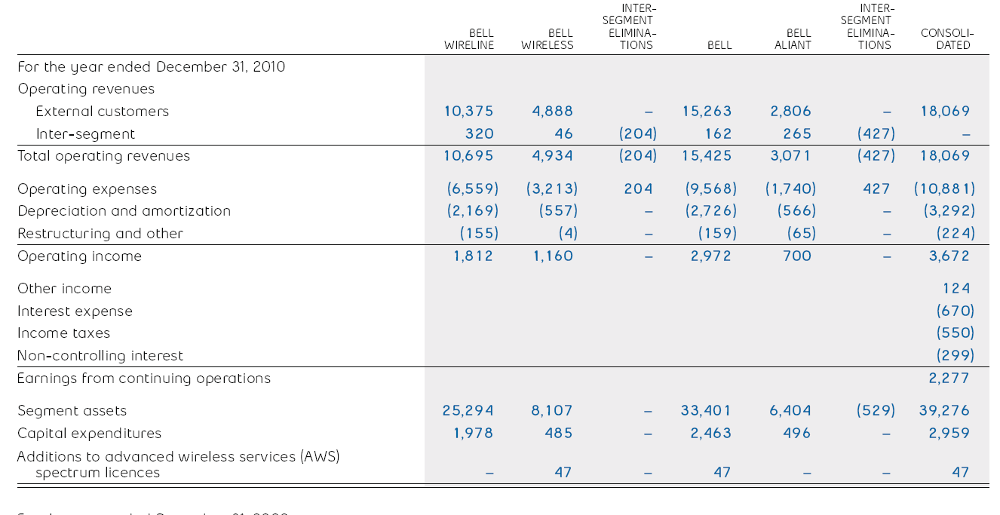 BELL WIRELINE BELL WIRELESS INTER-SEGMENT ELIMINA-TIONS BELL BELL ALIANT INTER-SEGMENT ELIMINA-TIONS CONSOLI-DATED
For the year ended December 31, 2010
Operating revenues
External customers 10,375 4,888 – 15,263 2,806 – 18,069
Inter-segment 320 46 (204) 162 265 (427) –
Total operating revenues 10,695 4,934 (204) 15,425 3,071 (427) 18,069
Operating expenses (6,559) (3,213) 204 (9,568) (1,740) 427 (10,881)
Depreciation and amortization (2,169) (557) – (2,726) (566) – (3,292)
Restructuring and other (155) (4) – (159) (65) – (224)
Operating income 1,812 1,160 – 2,972 700 – 3,672
Other income 124
Interest expense (670)
Income taxes (550)
Non-controlling interest (299)
Earnings from continuing operations 2,277
Segment assets 25,294 8,107 – 33,401 6,404 (529) 39,276
Capital expenditures 1,978 485 – 2,463 496 – 2,959
Additions to advanced wireless services (AWS)
spectrum licences – 47 – 47 – – 47